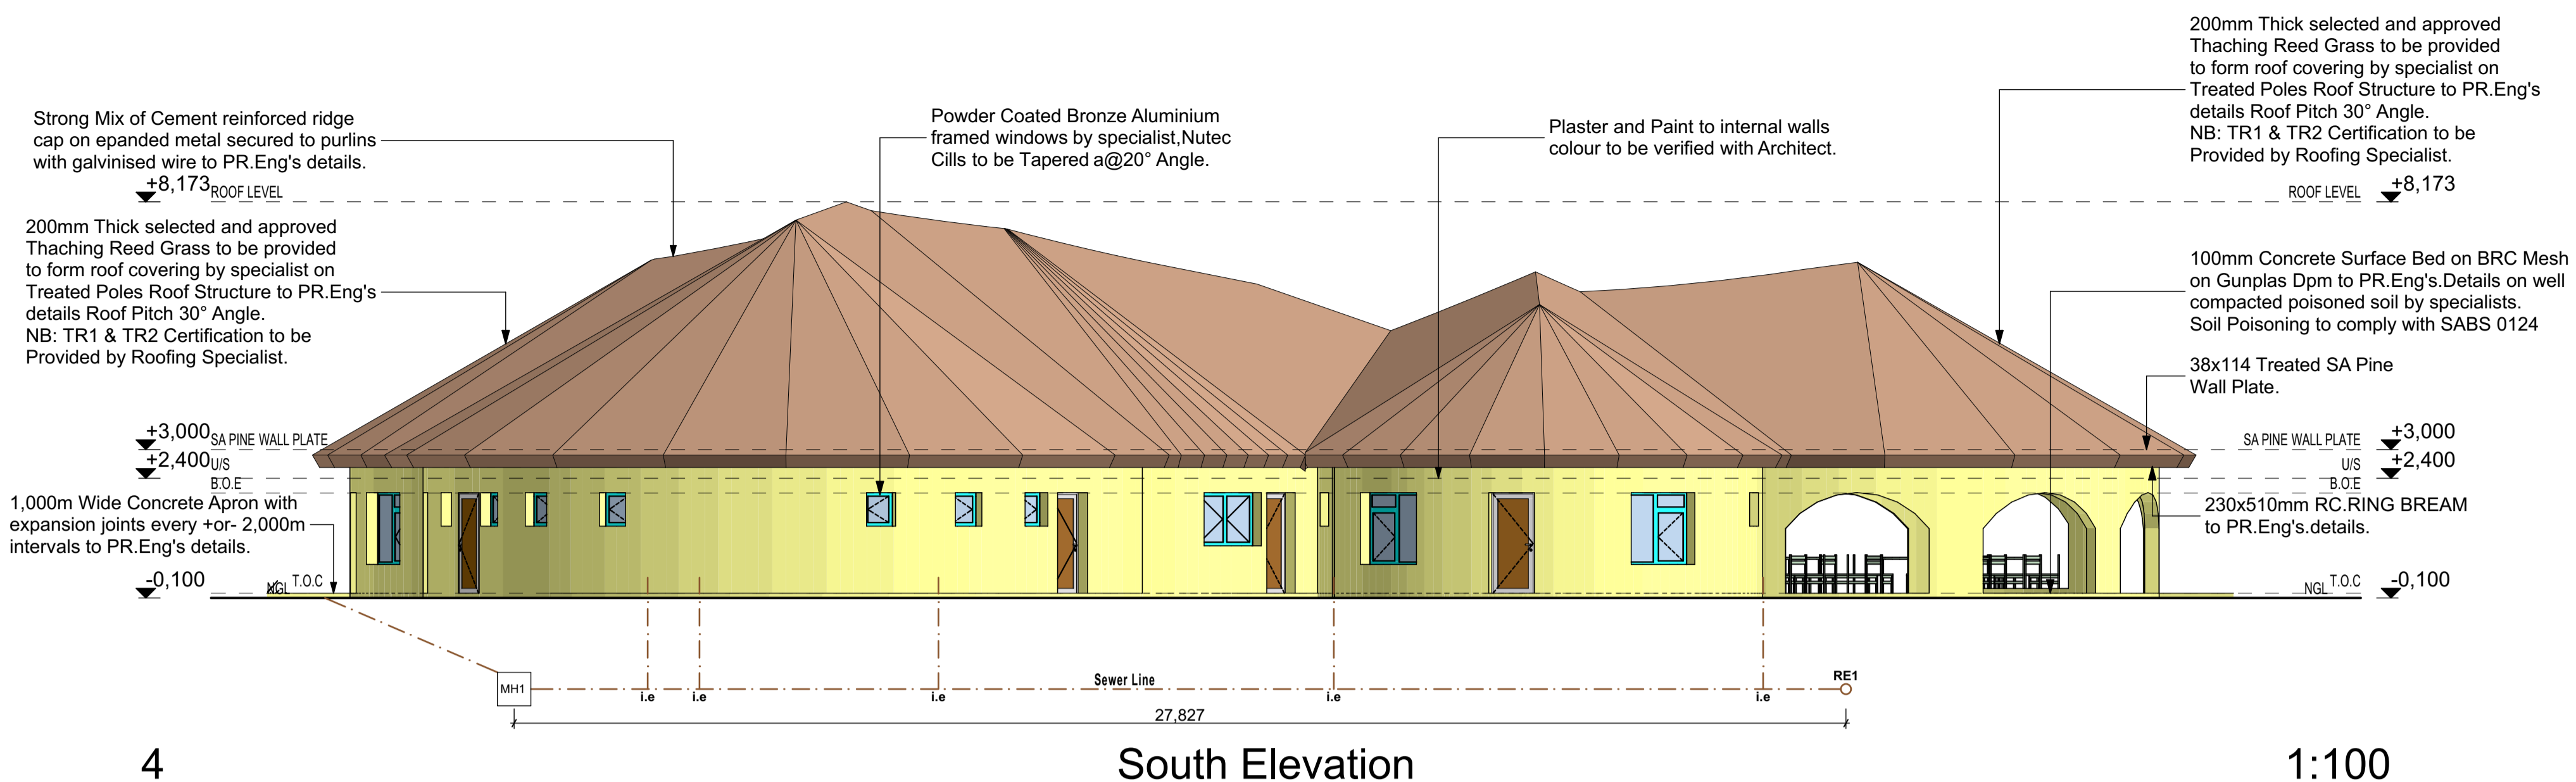 200mm Thick selected and approved
Thaching Reed Grass to be provided
to form roof covering by specialist on
Treated Poles Roof Structure to PR.Eng's
details Roof Pitch 30° Angle.
NB: TR1 & TR2 Certification to be
Provided by Roofing Specialist.
Strong Mix of Cement reinforced ridge
cap on epanded metal secured to purlins
with galvinised wire to PR.Eng's details.
Powder Coated Bronze Aluminium
framed windows by specialist,Nutec
Cills to be Tapered a@20° Angle.
Plaster and Paint to internal walls
colour to be verified with Architect.
+8,173 ROOF LEVEL
ROOF LEVEL +8,173
200mm Thick selected and approved
Thaching Reed Grass to be provided
to form roof covering by specialist on
Treated Poles Roof Structure to PR.Eng's
details Roof Pitch 30° Angle.
NB: TR1 & TR2 Certification to be
Provided by Roofing Specialist.
100mm Concrete Surface Bed on BRC Mesh
on Gunplas Dpm to PR.Eng's.Details on well
compacted poisoned soil by specialists.
Soil Poisoning to comply with SABS 0124
38x114 Treated SA Pine
Wall Plate.
+3,000 SA PINE WALL PLATE
SA PINE WALL PLATE +3,000
+2,400 U/S
U/S +2,400
B.O.E
B.O.E
1,000m Wide Concrete Apron with
expansion joints every +or- 2,000m
intervals to PR.Eng's details.
230x510mm RC.RING BREAM
to PR.Eng's.details.
-0,100 NGL T.O.C
NGL T.O.C -0,100
MH1
Sewer Line
RE1
i.e
i.e
i.e
i.e
i.e
27,827
4
South Elevation
1:100